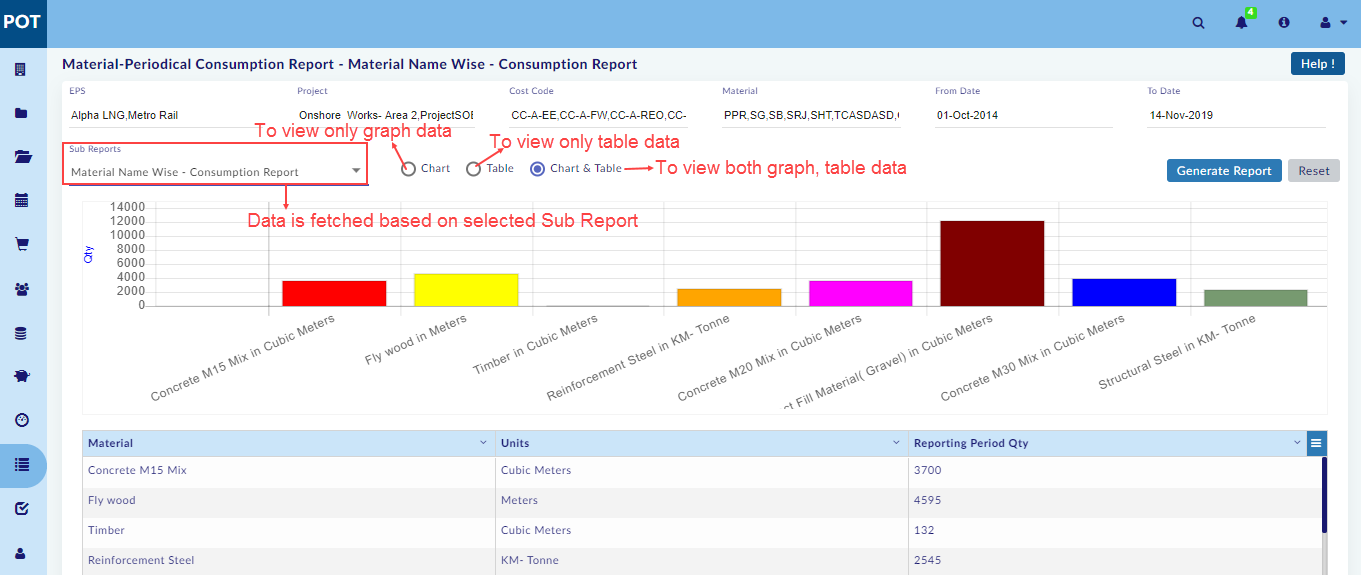 POT
4
Material-Periodical Consumption Report - Material Name Wise - Consumption Report
Help !
EPS
Project
Cost Code
Material
From Date
To Date
Alpha LNG,Metro Rail
Onshore Works- Area 2,ProjectSOE
CC-A-EE,CC-A-FW,CC-A-REO,CC-
PPR,SG,SB,SRJ,SHT,TCASDASD,
01-Oct-2014
14-Nov-2019
To view only graph data
To view only table data
Sub Reports
Material Name Wise - Consumption Report
Chart
Table
Chart & Table
To view both graph, table data
Generate Report
Reset
Data is fetched based on selected Sub Report
14000
12000
10000
8000
6000
4000
2000
0
Qty
Concrete M15 Mix in Cubic Meters
Fly wood in Meters
Timber in Cubic Meters
Reinforcement Steel in KM- Tonne
Concrete M20 Mix in Cubic Meters
ct Fill Material( Gravel) in Cubic Meters
Concrete M30 Mix in Cubic Meters
Structural Steel in KM- Tonne
Material
Units
Reporting Period Qty
Concrete M15 Mix
Cubic Meters
3700
Fly wood
Meters
4595
Timber
Cubic Meters
132
Reinforcement Steel
KM- Tonne
2545